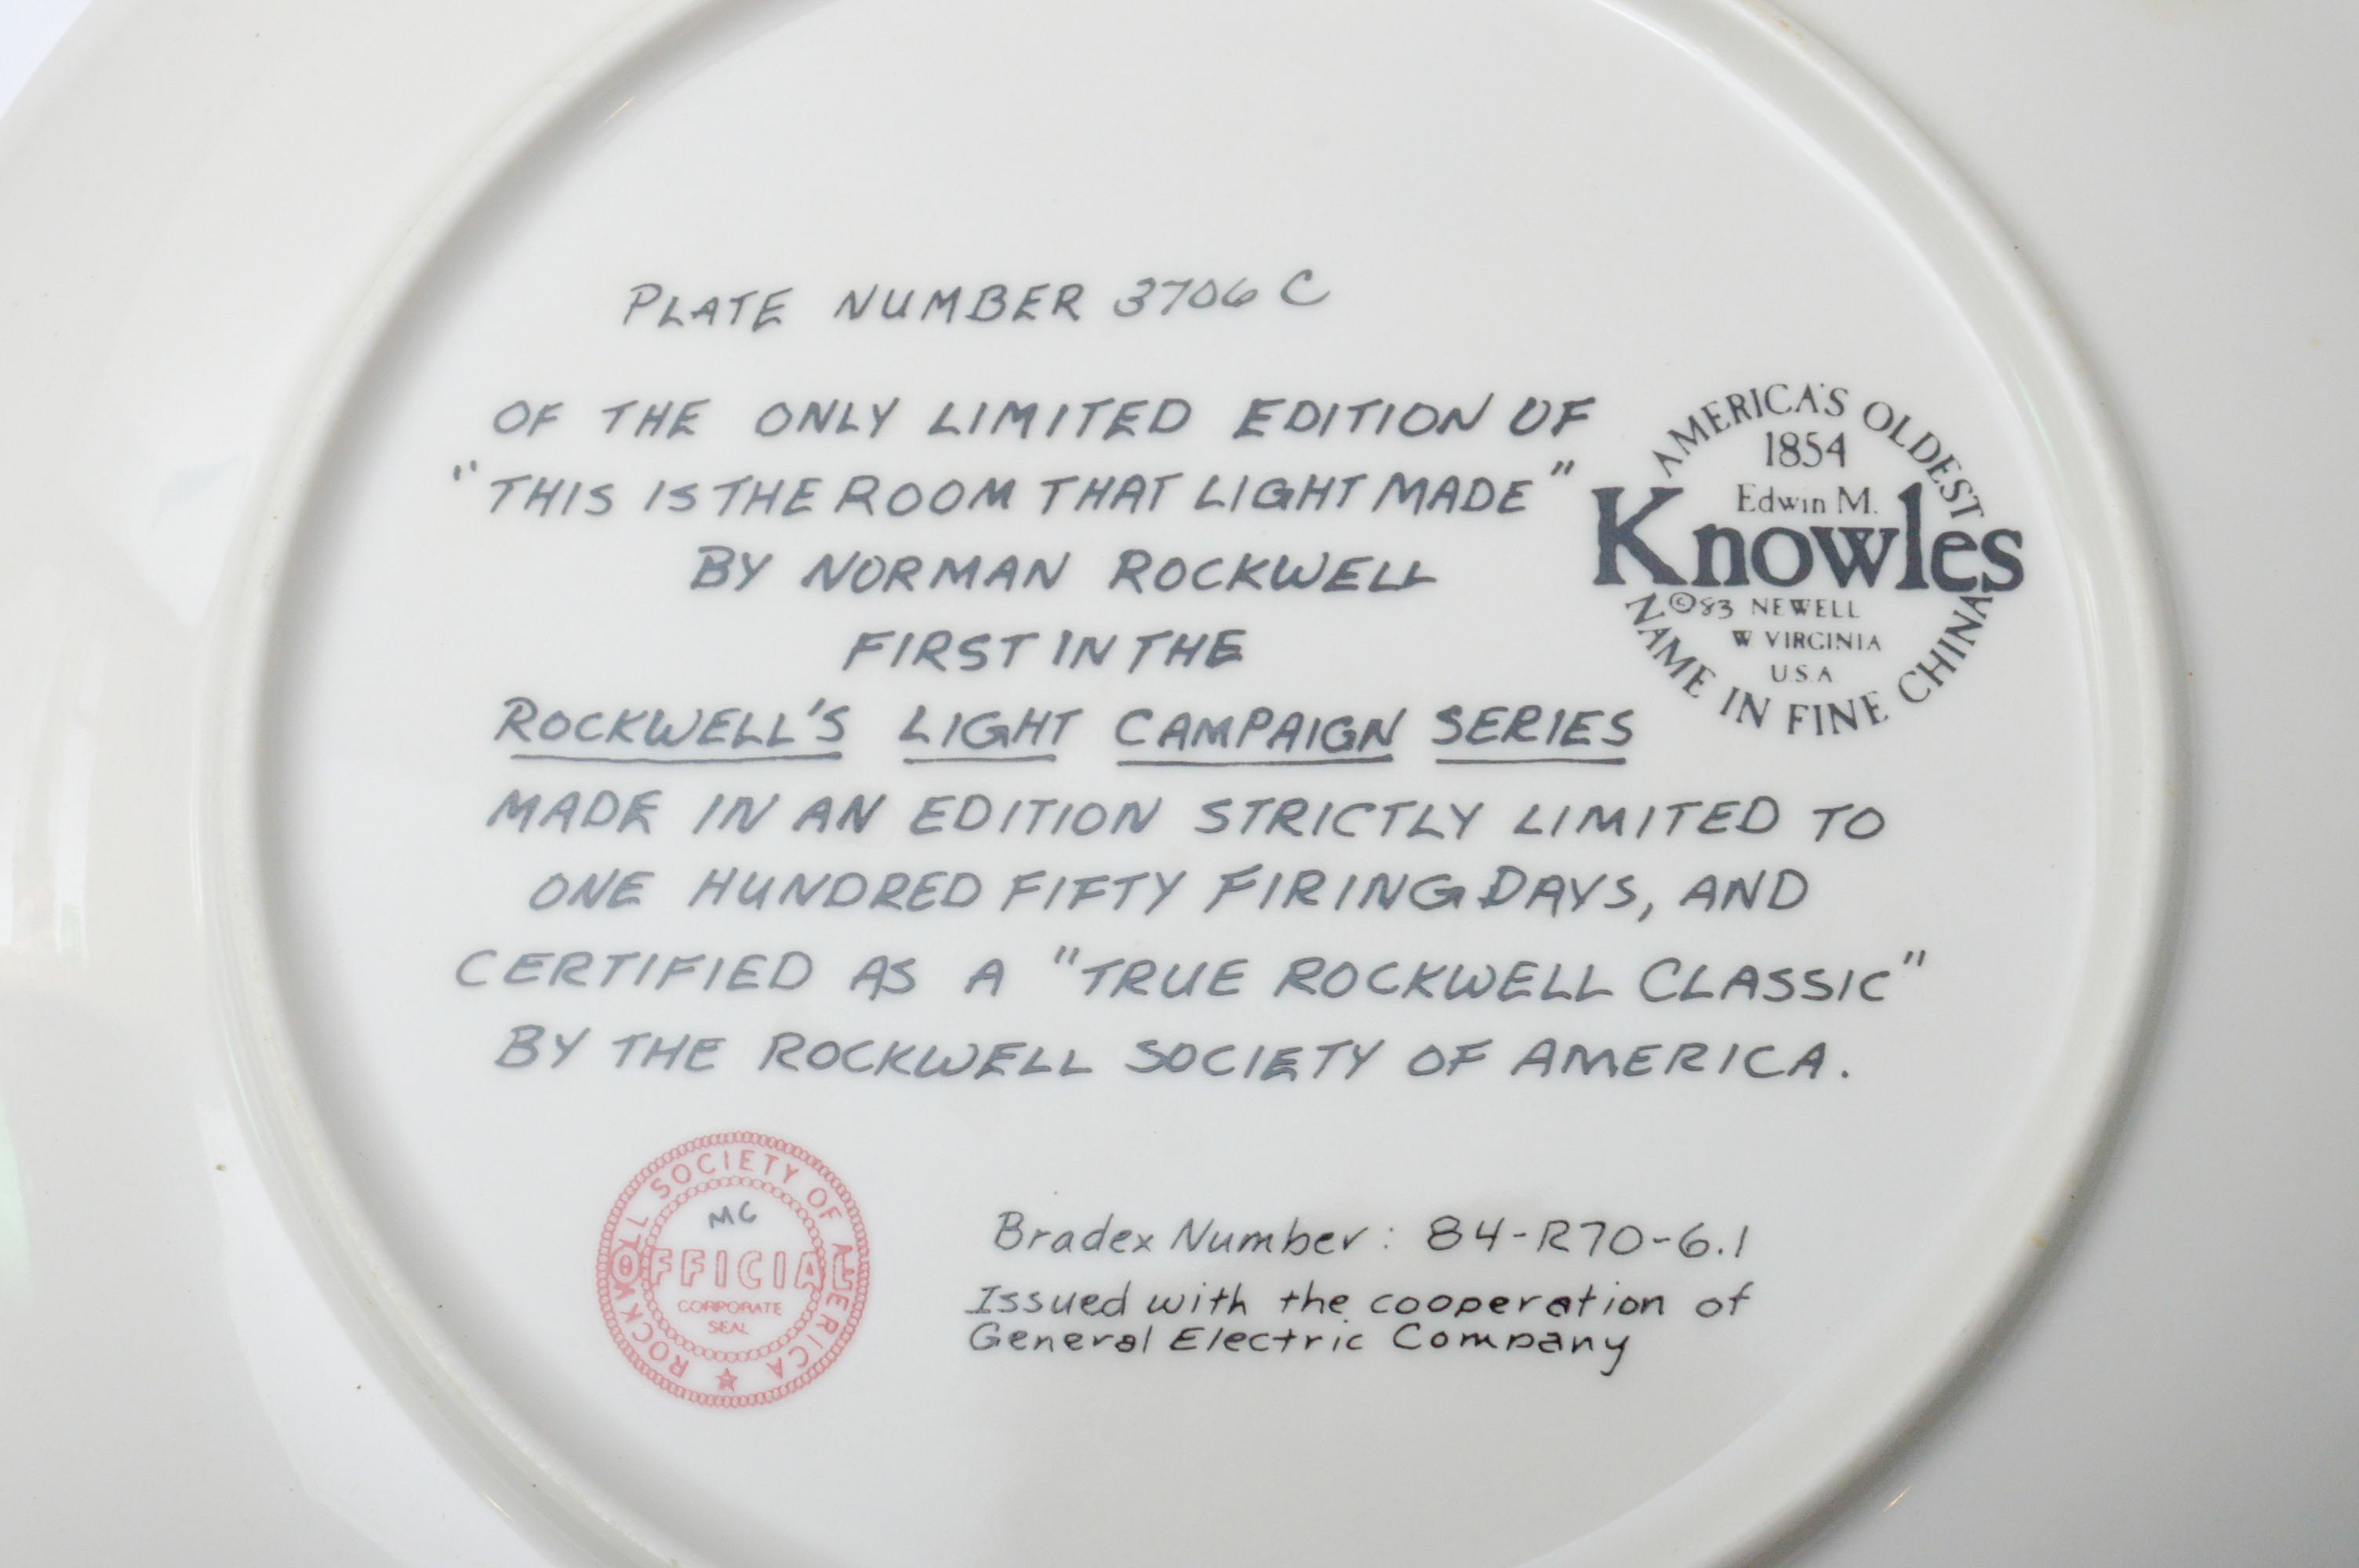 PLATE NUMBER 3706 C
OF THE ONLY LIMITED EDITION OF
"THIS IS THE ROOM THAT LIGHT MADE"
BY NORMAN ROCKWELL
FIRST IN THE
ROCKWELL'S LIGHT CAMPAIGN SERIES
MADE IN AN EDITION STRICTLY LIMITED TO
ONE HUNDRED FIFTY FIRING DAYS, AND
CERTIFIED AS A "TRUE ROCKWELL CLASSIC"
BY THE ROCKWELL SOCIETY OF AMERICA.
AMERICA'S OLDEST
1854
Edwin M.
Knowles
©83 NEWELL
W VIRGINIA
U.S.A
NAME IN FINE CHINA
ROCKWELL SOCIETY OF AMERICA
MC
OFFICIAL
CORPORATE
SEAL
Bradex Number: 84-R70-6.1
Issued with the cooperation of
General Electric Company